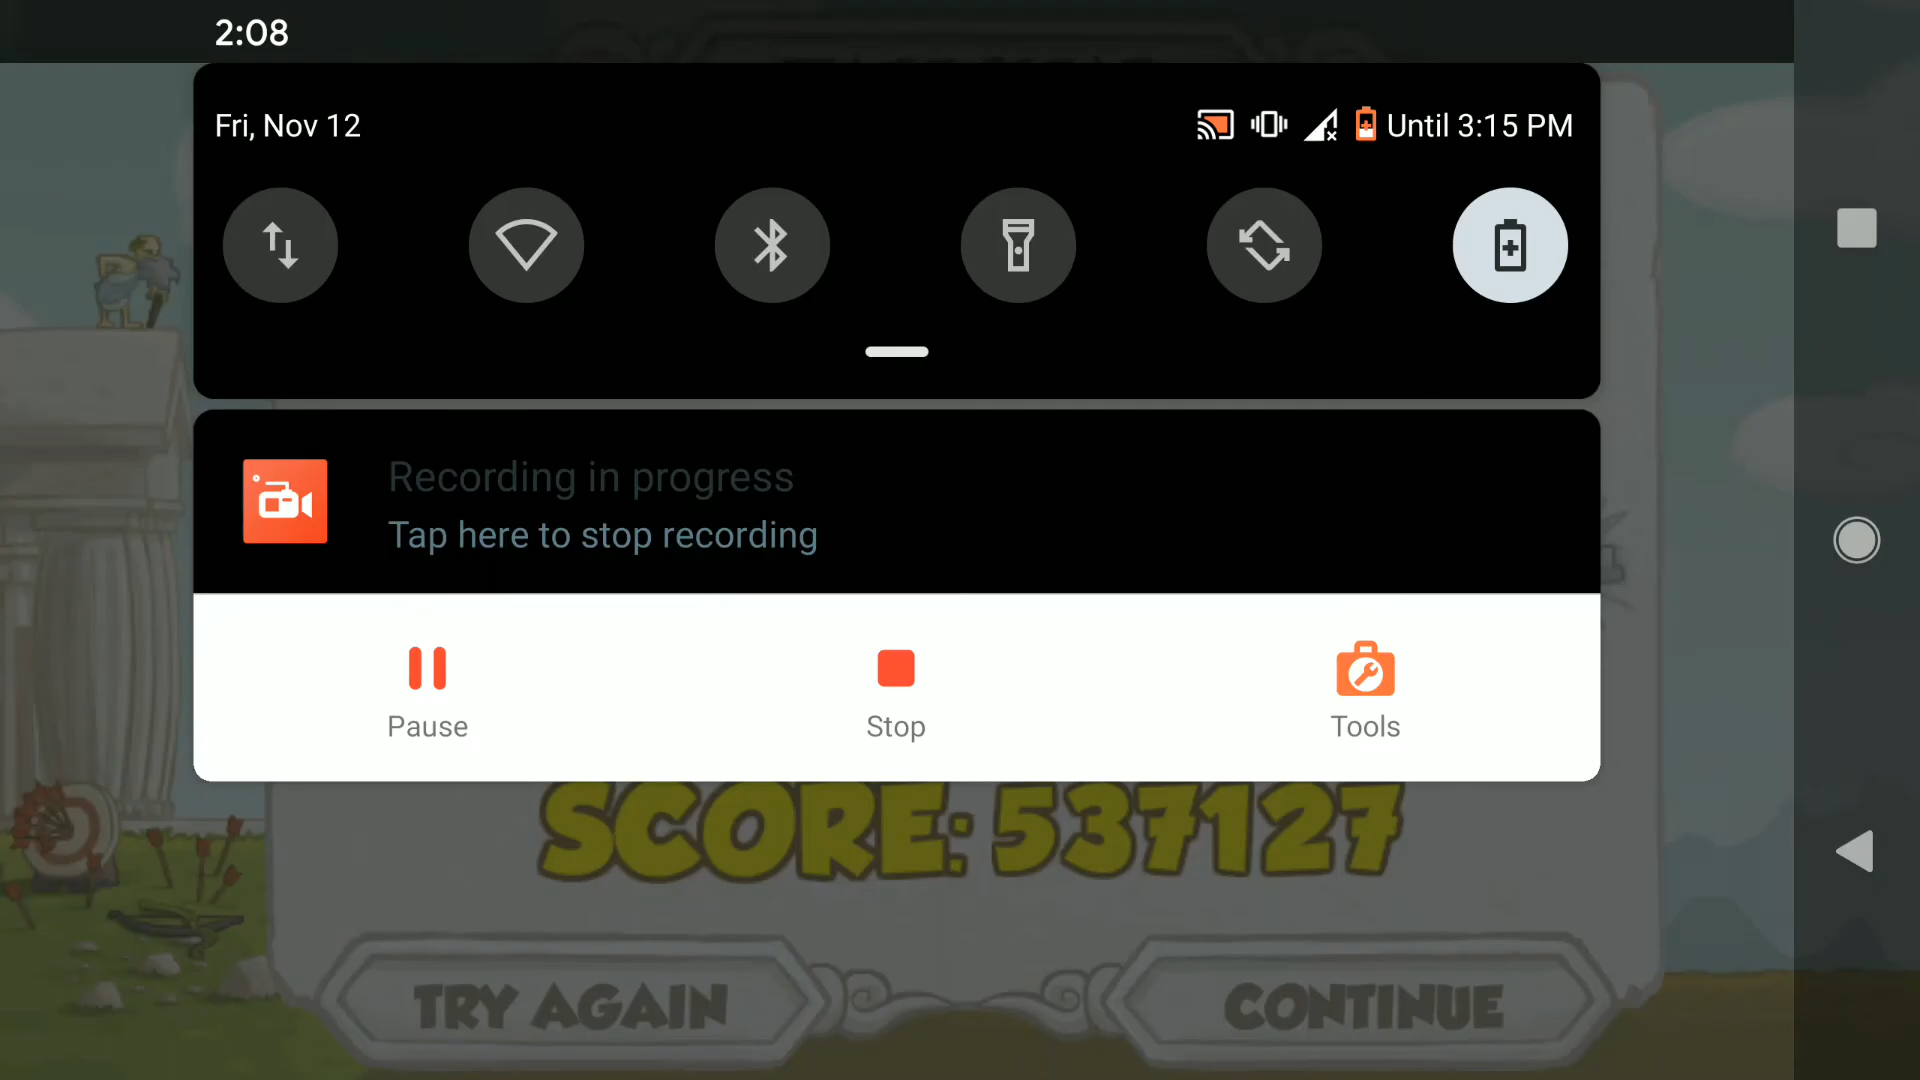 2:08
Fri, Nov 12
Until 3:15 PM
Recording in progress
Tap here to stop recording
Pause
Stop
Tools
SCORE: 537127
TRY AGAIN
CONTINUE